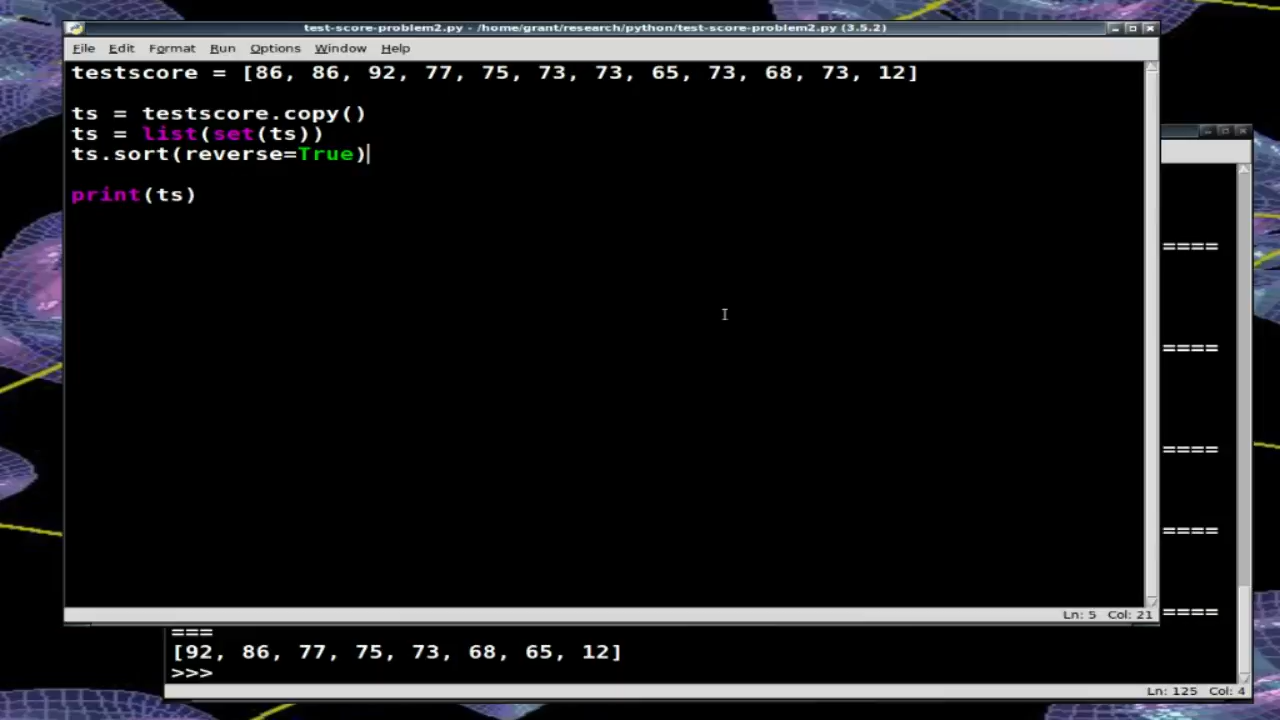 test-score-problem2.py - /home/grant/research/python/test-score-problem2.py (3.5.2)
File Edit Format Run Options Window Help
testscore = [86, 86, 92, 77, 75, 73, 73, 65, 73, 68, 73, 12]
ts = testscore.copy()
ts = list(set(ts))
ts.sort(reverse=True)
print(ts)
====
====
====
====
====
Ln: 5 Col: 21
===
[92, 86, 77, 75, 73, 68, 65, 12]
>>>
Ln: 125 Col: 4